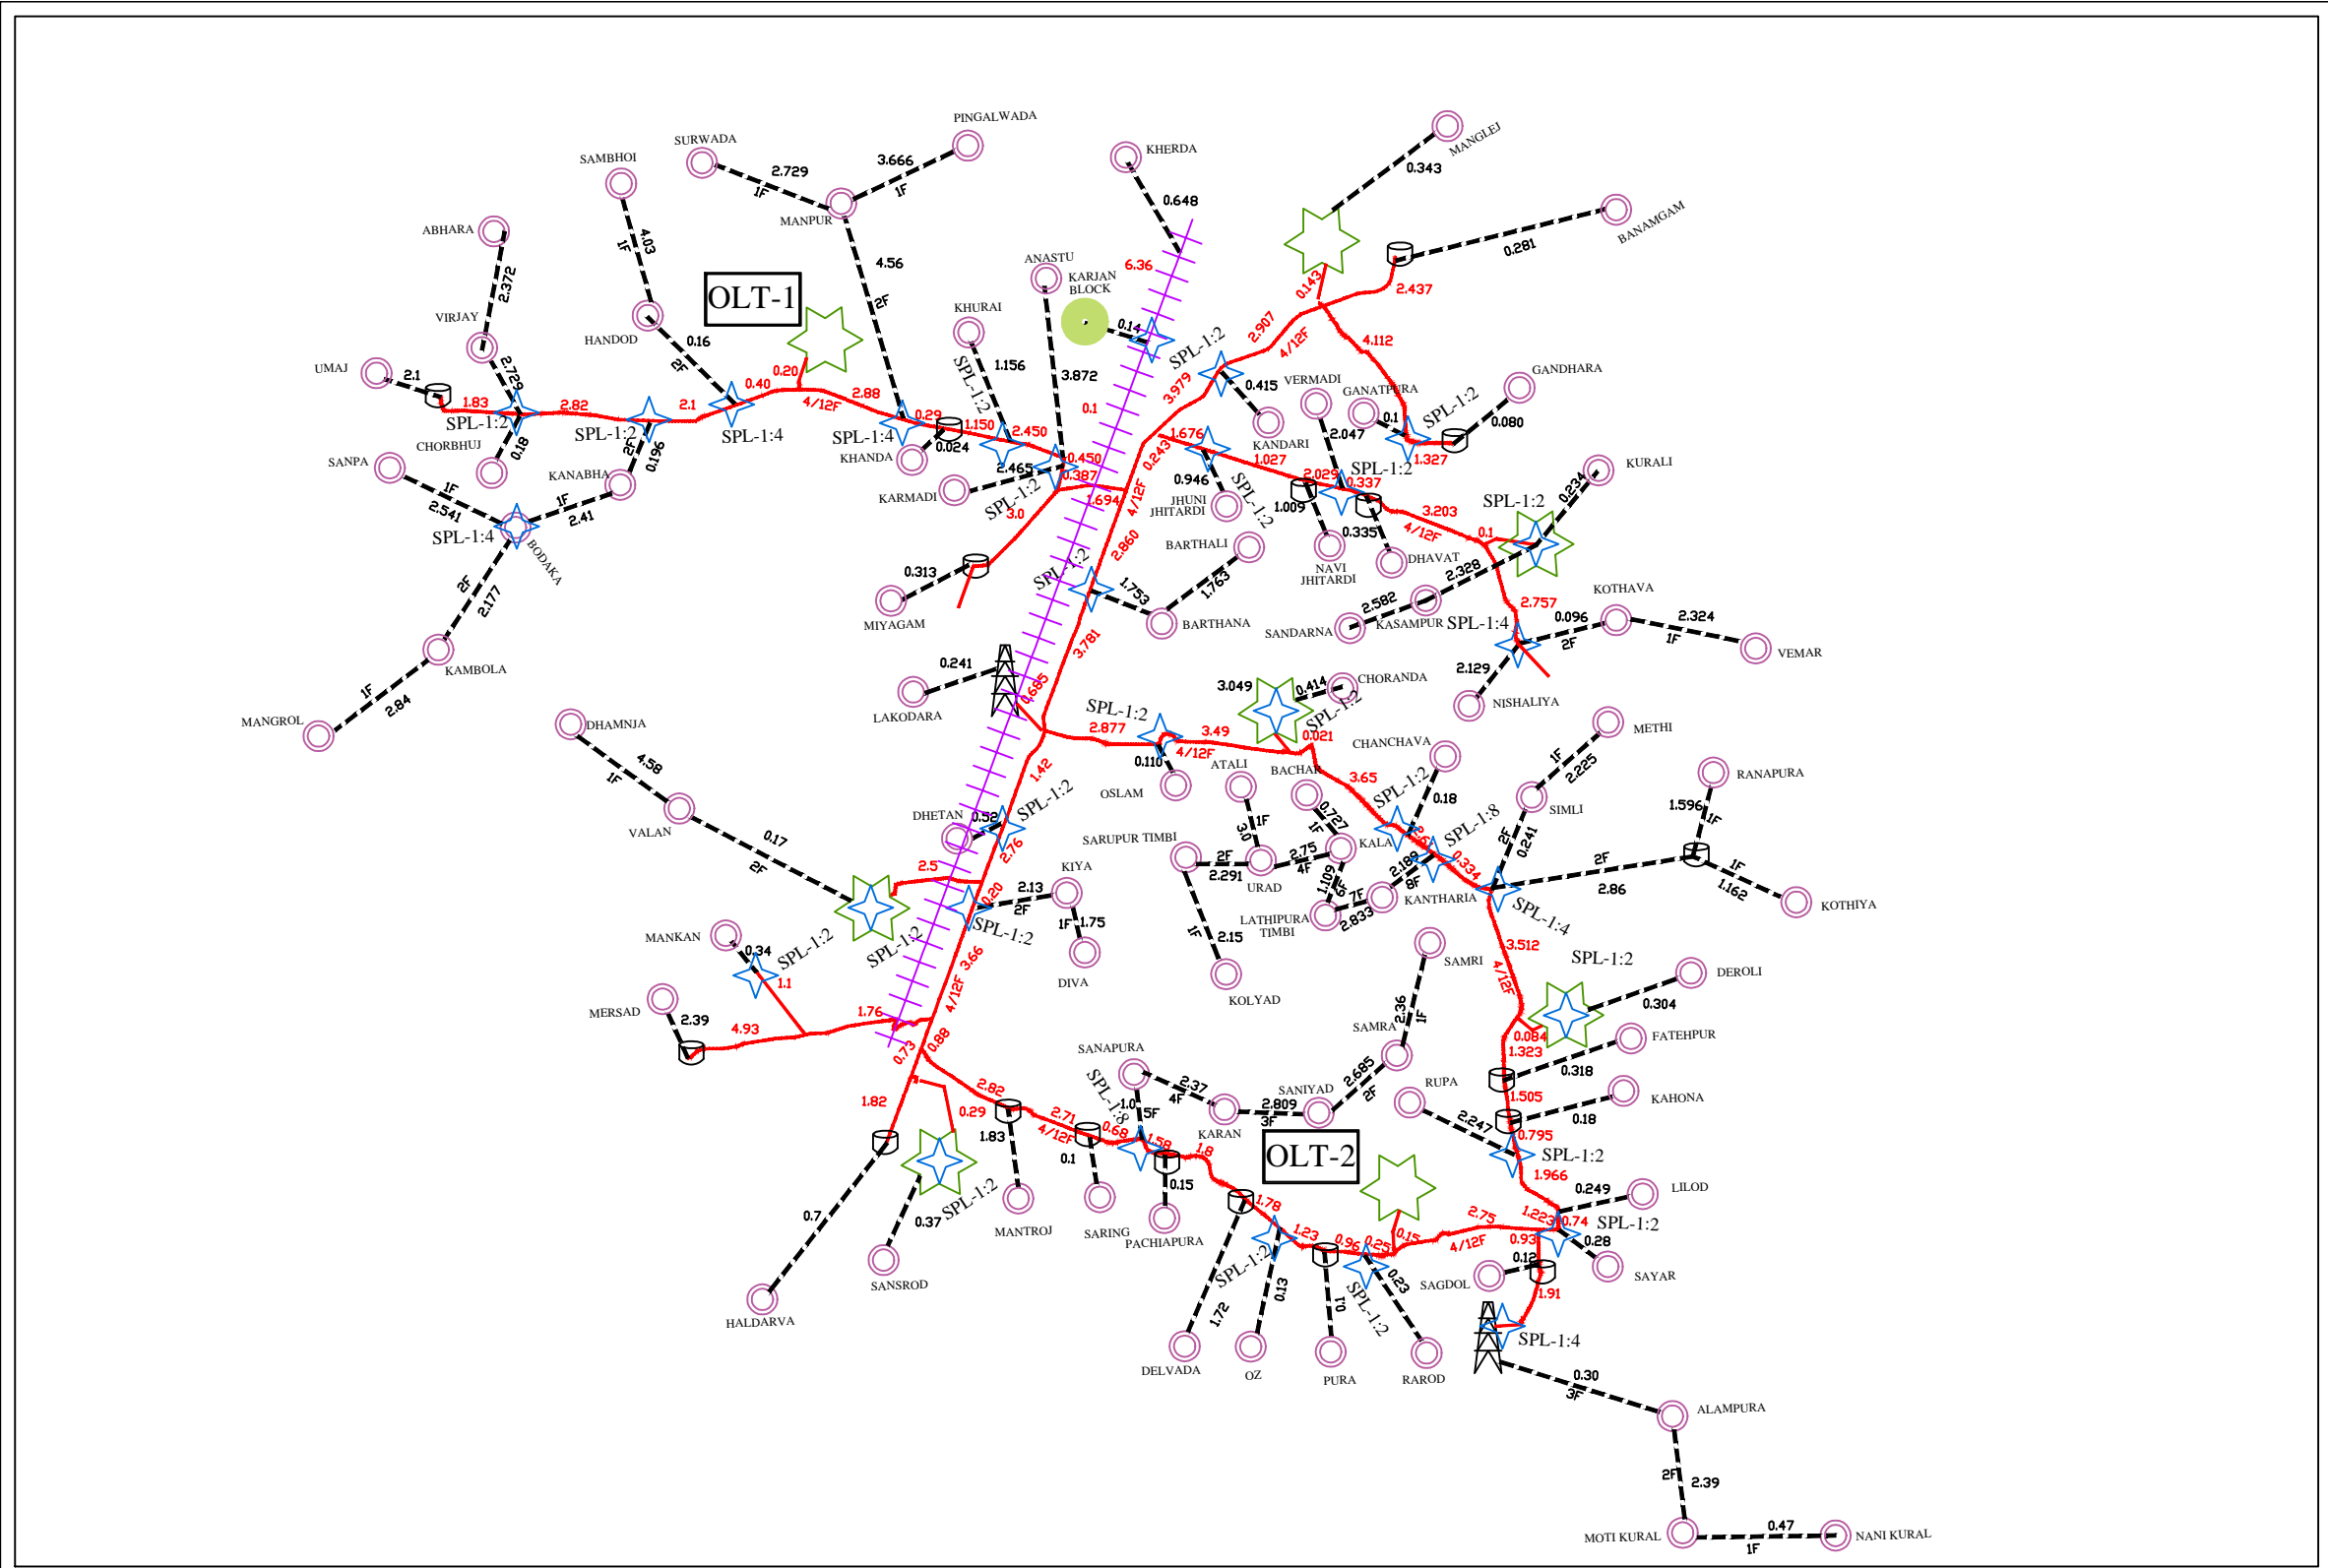 PINGALWADA
SURWADA
3.666
1F
2.729
1F
SAMBHOI
MANPUR
KHERDA
MANGLEJ
0.343
0.648
BANAMGAM
0.281
ABHARA
4.03
1F
4.56
2F
ANASTU
KARJAN
BLOCK
6.36
0.143
2.437
2.372
OLT-1
VIRJAY
HANDOD
0.16
2F
KHURAI
0.14
SPL-1:2
2.907
4/12F
4.112
UMAJ
2.1
2.729
1.156
SPL-1:2
3.872
0.20
0.40
2.88
4/12F
3.979
0.415
VERMADI
GANATPURA
GANDHARA
0.1
SPL-1:2
0.080
1.83
2.82
2.1
SPL-1:2
SPL-1:2
SPL-1:4
SPL-1:4
0.29
1.150
2.450
0.1
0.243
1.676
KANDARI
2.047
1.327
CHORBHUJ
0.18
2F
0.196
KHANDA
0.024
2.465
0.450
0.387
1.027
2.029
SPL-1:2
0.337
SANPA
1F
2.541
KANABHA
1F
2.41
KARMADI
SPL-1:2
1.694
4/12F
0.946
JHUNI
JHITARDI
SPL-1:2
1.009
0.335
3.203
4/12F
SPL-1:2
0.234
KURALI
SPL-1:4
BODAKA
3.0
2.860
BARTHALI
NAVI
JHITARDI
DHAVAT
0.1
2F
2.177
0.313
MIYAGAM
SPL-1:2
1.753
1.763
BARTHANA
2.328
2.582
SANDARNA
KASAMPUR
SPL-1:4
2.757
0.096
2F
KOTHAVA
2.324
1F
VEMAR
KAMBOLA
1F
2.84
MANGROL
3.781
0.241
LAKODARA
0.685
2.129
NISHALIYA
DHAMNJA
4.58
1F
VALAN
SPL-1:2
2.877
4/12F
3.49
3.049
0.414
CHORANDA
SPL-1:2
0.021
0.110
OSLAM
1.42
ATALI
BACHAR
3.65
CHANCHAVA
SPL-1:2
0.18
METHI
1F
2.225
SIMLI
RANAPURA
1.596
1F
DHETAN
0.52
SPL-1:2
2.76
SARUPUR TIMBI
2F
2.291
3.0
1F
URAD
0.727
1F
2.75
4F
KALA
SPL-1:8
2.189
8F
0.334
2F
0.241
2F
2.86
1F
1.162
KOTHIYA
0.17
2F
2.5
0.20
KIYA
2.13
2F
1F
1.75
DIVA
1.109
6F
7F
2.833
LATHIPURA
TIMBI
KANTHARIA
SPL-1:4
1F
2.15
KOLYAD
MANKAN
0.34
SPL-1:2
SPL-1:2
SPL-1:2
3.66
4/12F
SAMRI
3.512
4/12F
SPL-1:2
DEROLI
0.304
1.1
MERSAD
2.39
4.93
1.76
0.88
0.73
2.36
1F
SAMRA
0.084
1.323
FATEHPUR
0.318
SANAPURA
2.37
4F
SANIYAD
2.809
3F
2.685
2F
RUPA
2.247
1.505
KAHONA
0.18
1.82
0.29
2.82
1.83
2.71
4/12F
SPL-1:8
1.0
5F
0.68
1.58
KARAN
0.795
SPL-1:2
1.966
0.1
0.15
1.8
OLT-2
0.249
LILOD
0.7
0.37
SPL-1:2
SANSROD
MANTROJ
SARING
PACHIAPURA
1.78
1.23
0.96
0.25
0.15
2.75
4/12F
1.223
0.74
0.93
SPL-1:2
0.28
SAYAR
SPL-1:2
0.12
SAGDOL
1.91
HALDARVA
1.72
0.13
0.1
SPL-1:2
0.23
SPL-1:4
DELVADA
OZ
PURA
RAROD
0.30
3F
ALAMPURA
2F
2.39
MOTI KURAL
0.47
1F
NANI KURAL